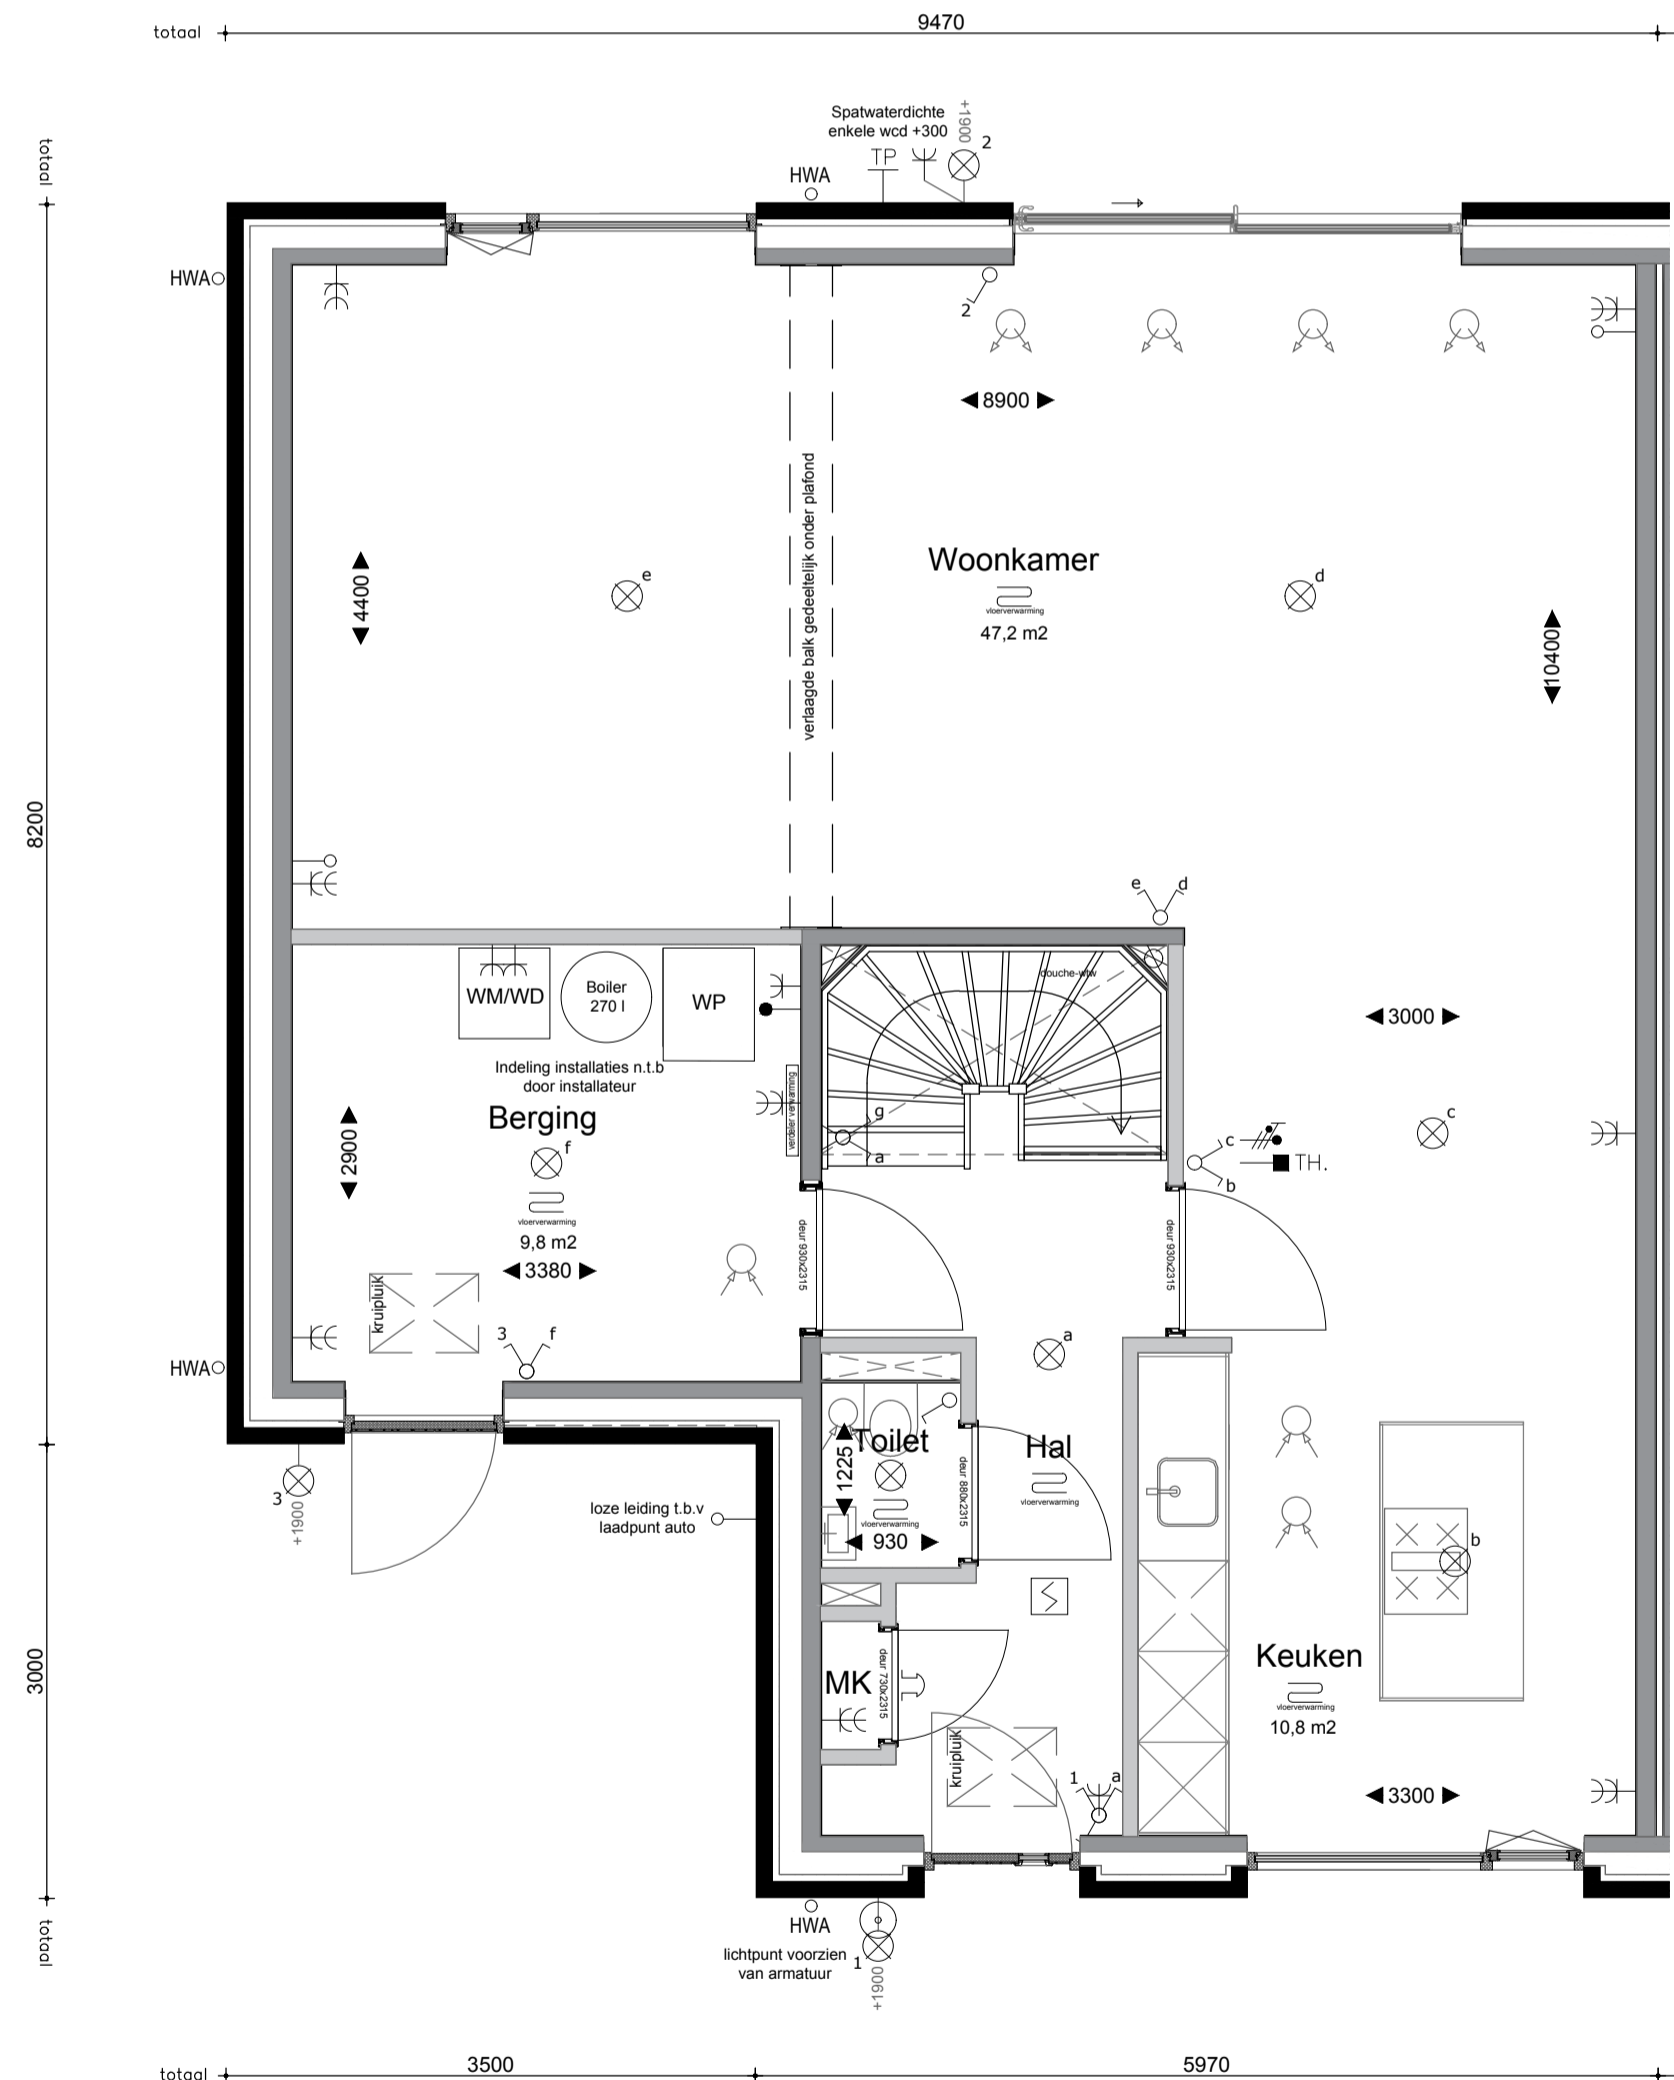 totaal
9470
Spatwaterdichte
enkele wcd +300
+1900
2
TP
HWA
totaal
HWA
2
8900
verlaagde balk gedeeltelijk onder plafond
Woonkamer
vloerverwarming
47,2 m2
4400
e
d
10400
8200
e
d
WM/WD
Boiler
270 l
WP
douche-wtw
3000
Indeling installaties n.t.b
door installateur
Berging
verdeler verwarming
2900
f
g
a
c
b
TH.
c
vloerverwarming
9,8 m2
3380
deur 930x2315
deur 930x2315
kruipluik
3
f
a
HWA
Toilet
1225
vloerverwarming
930
deur 880x2315
Hal
vloerverwarming
3
+1900
loze leiding t.b.v
laadpunt auto
b
Keuken
vloerverwarming
10,8 m2
3000
MK
deur 730x2315
kruipluik
1
a
3300
HWA
lichtpunt voorzien
van armatuur
1
+1900
totaal
totaal
3500
5970